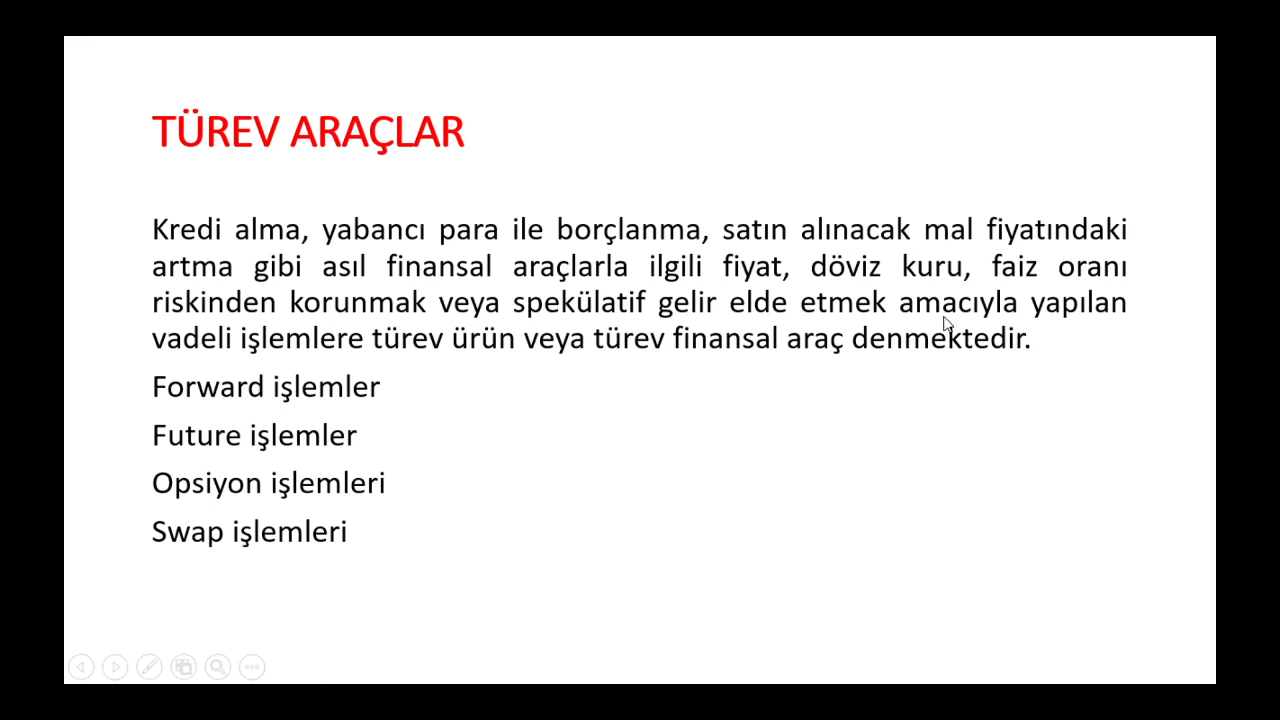 TÜREV ARAÇLAR
Kredi alma, yabancı para ile borçlanma, satın alınacak mal fiyatındaki
artma gibi asıl finansal araçlarla ilgili fiyat, döviz kuru, faiz oranı
riskinden korunmak veya spekülatif gelir elde etmek amacıyla yapılan
vadeli işlemlere türev ürün veya türev finansal araç denmektedir.
Forward işlemler
Future işlemler
Opsiyon işlemleri
Swap işlemleri